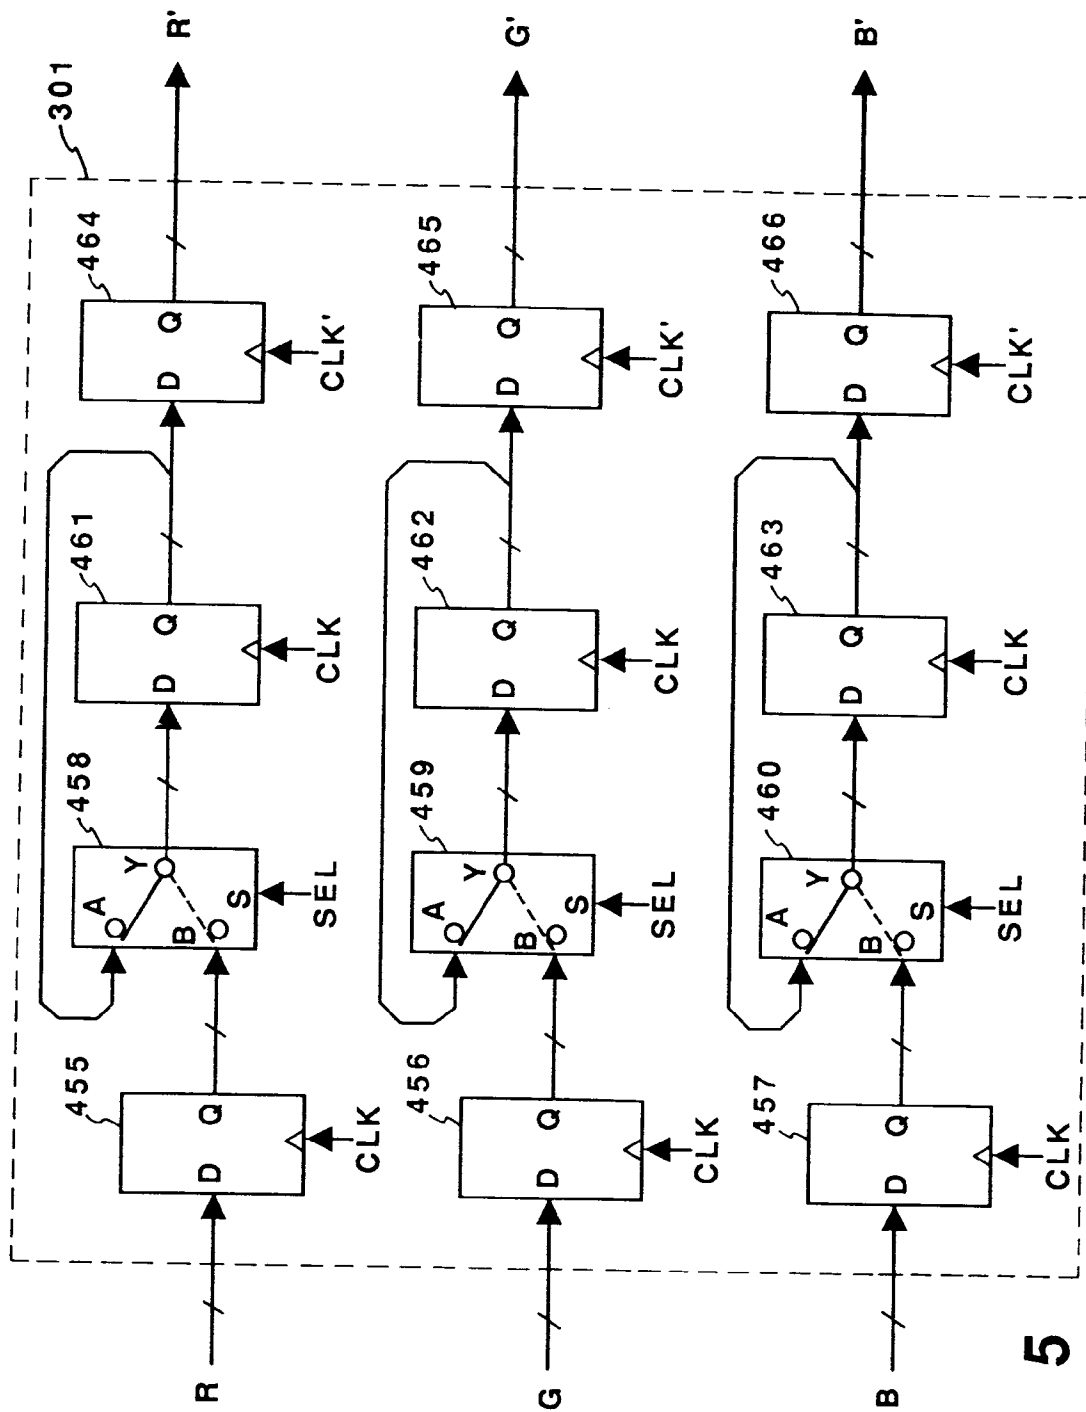 301
R
455
D Q
CLK
458
A
B
Y
S
SEL
461
D Q
CLK
464
D Q
CLK'
R'
G
456
D Q
CLK
459
A
B
Y
S
SEL
462
D Q
CLK
465
D Q
CLK'
G'
B
457
D Q
CLK
460
A
B
Y
S
SEL
463
D Q
CLK
466
D Q
CLK'
B'
5